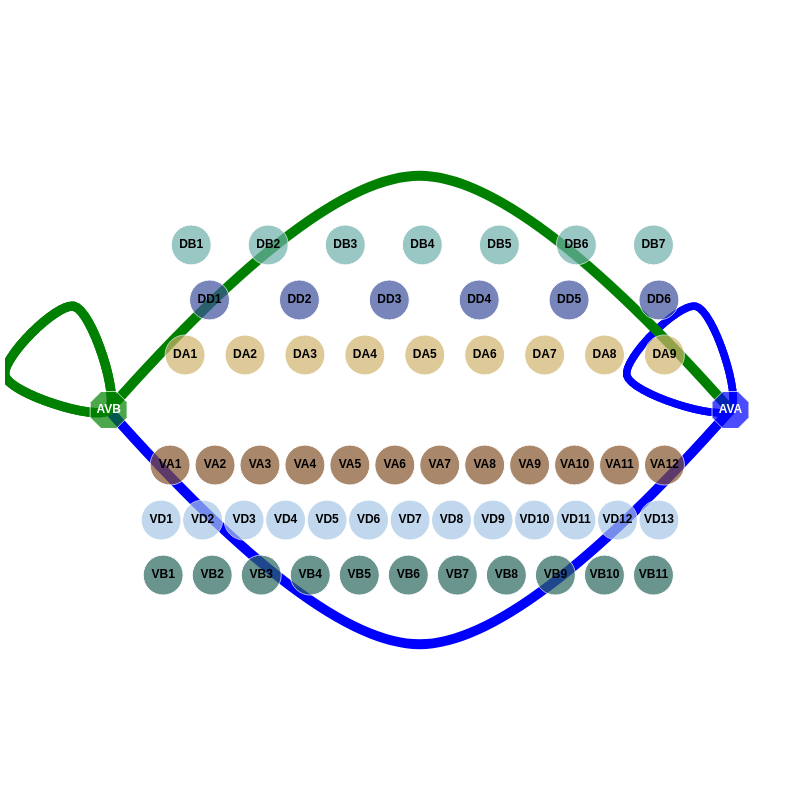 DB1 DB2 DB3 DB4 DB5 DB6 DB7
DD1 DD2 DD3 DD4 DD5 DD6
DA1 DA2 DA3 DA4 DA5 DA6 DA7 DA8 DA9
AVB AVA
VA1 VA2 VA3 VA4 VA5 VA6 VA7 VA8 VA9 VA10 VA11 VA12
VD1 VD2 VD3 VD4 VD5 VD6 VD7 VD8 VD9 VD10 VD11 VD12 VD13
VB1 VB2 VB3 VB4 VB5 VB6 VB7 VB8 VB9 VB10 VB11